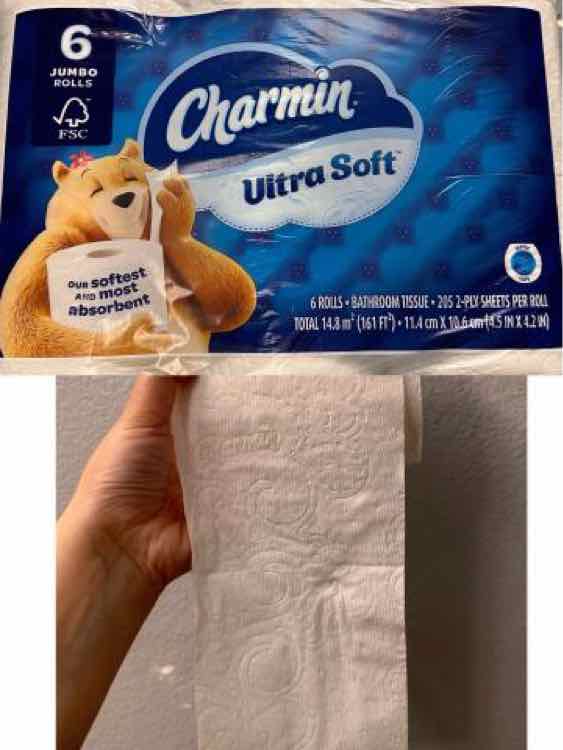 6
JUMBO
ROLLS
FSC
Charmin
Ultra Soft™
OUR softest
AND most
absorbent
6 ROLLS • BATHROOM TISSUE • 205 2-PLY SHEETS PER ROLL
TOTAL 14.8 m² (161 FT²) • 11.4 cm X 10.6 cm (4.5 IN X 4.2 IN)
Charmin